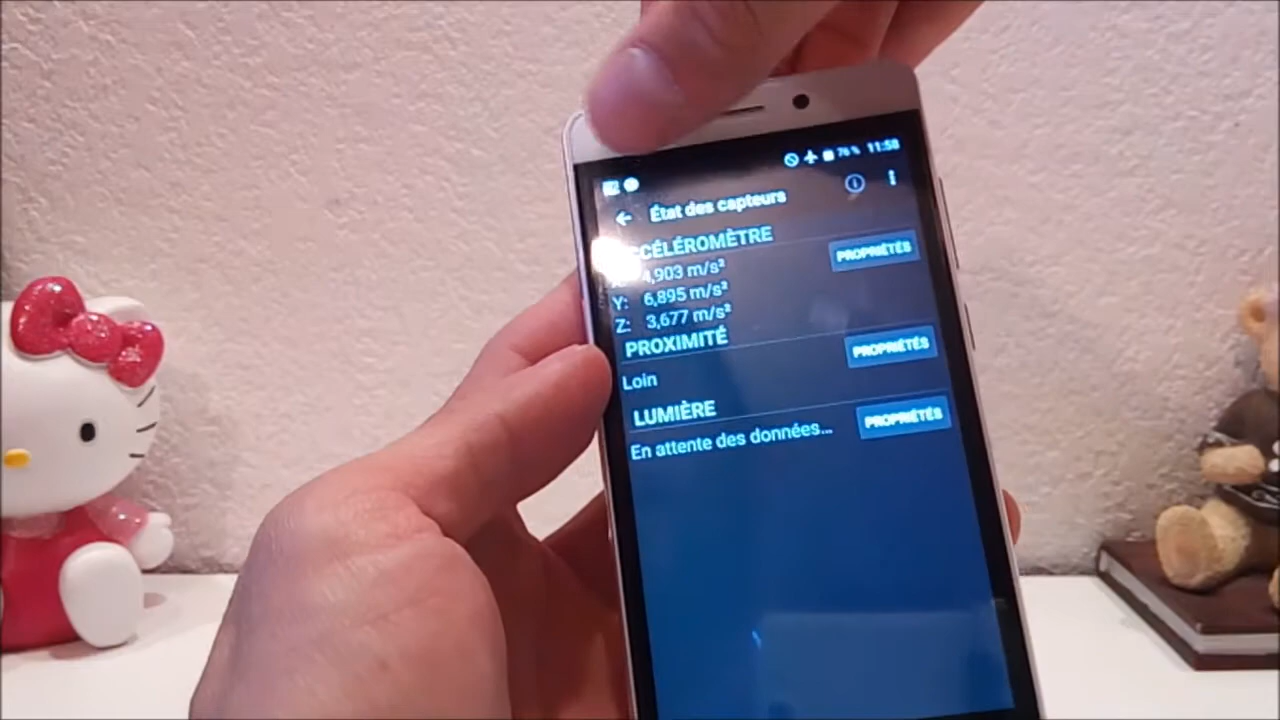 76% 11:58
État des capteurs
CÉLÉROMÈTRE
PROPRIÉTÉS
,903 m/s²
Y: 6,895 m/s²
Z: 3,677 m/s²
PROXIMITÉ
PROPRIÉTÉS
Loin
LUMIÈRE
PROPRIÉTÉS
En attente des données...